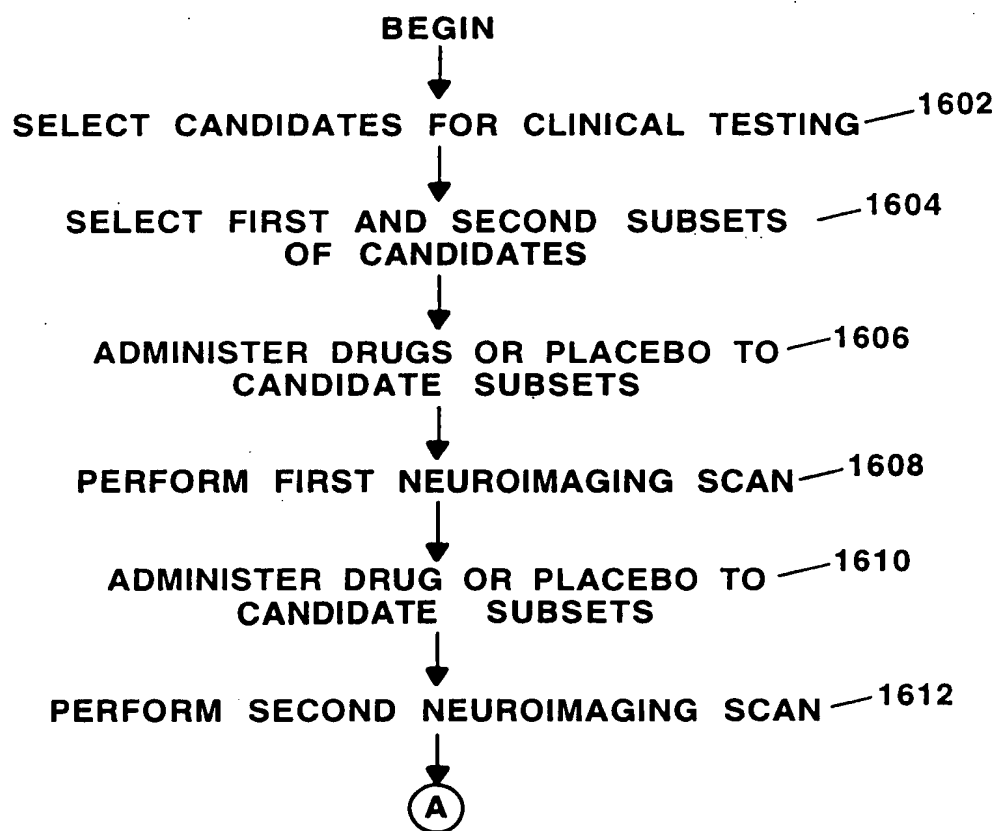 BEGIN
SELECT CANDIDATES FOR CLINICAL TESTING 1602
SELECT FIRST AND SECOND SUBSETS 1604
OF CANDIDATES
ADMINISTER DRUGS OR PLACEBO TO 1606
CANDIDATE SUBSETS
PERFORM FIRST NEUROIMAGING SCAN 1608
ADMINISTER DRUG OR PLACEBO TO 1610
CANDIDATE SUBSETS
PERFORM SECOND NEUROIMAGING SCAN 1612
A